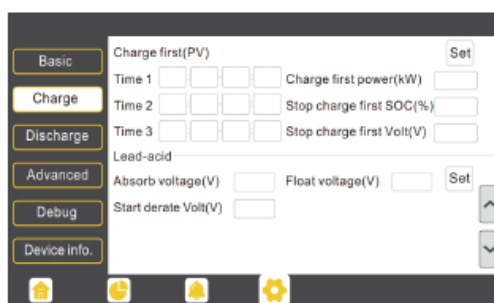 Basic
Charge
Discharge
Advanced
Debug
Device info.
Charge first(PV) Set
Time 1 Charge first power(kW)
Time 2 Stop charge first SOC(%)
Time 3 Stop charge first Volt(V)
Lead-acid
Absorb voltage(V) Float voltage(V) Set
Start derate Volt(V)